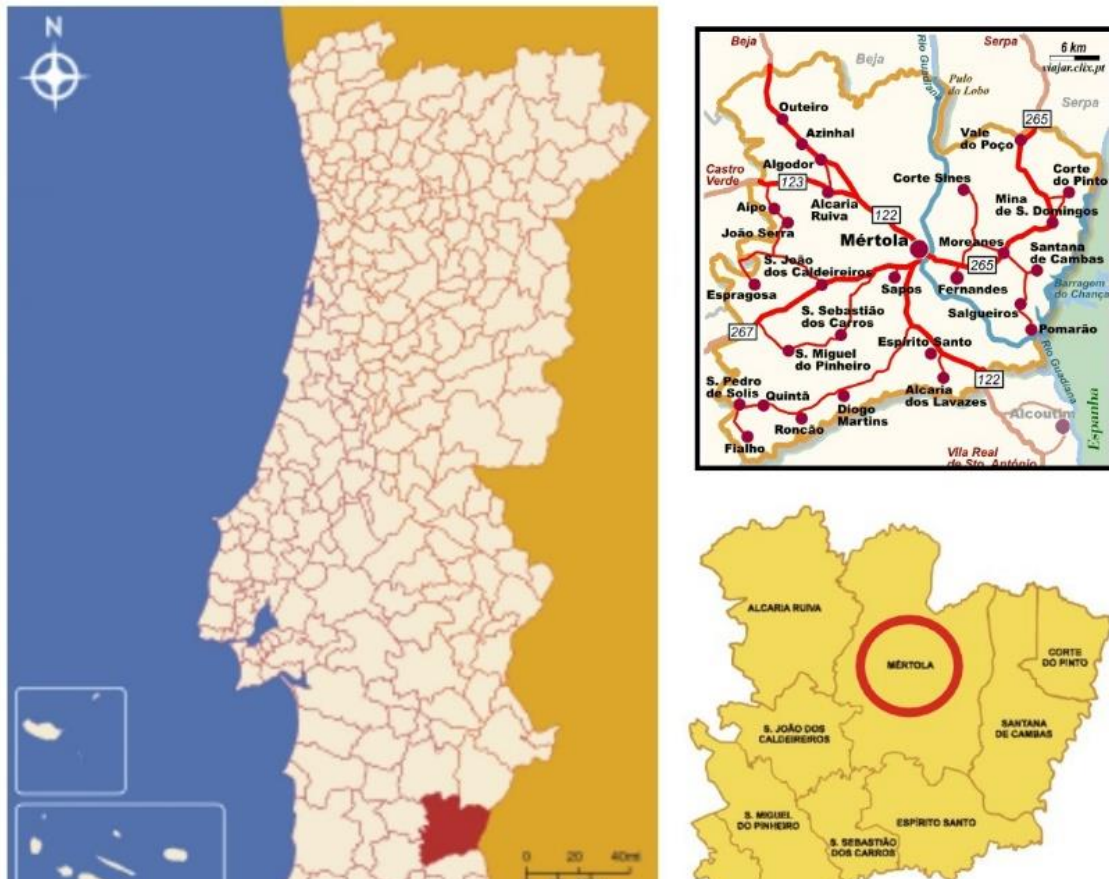 N
0
20
40mi
Beja
Rio Guadiana
Serpa
6 km
viajar.clix.pt
Beja
Pulo
do Lobo
Serpa
Outeiro
265
Azinhal
Vale
do Poço
Algodor
Castro
Verde
123
Corte Sines
Corte
do Pinto
Alcaria
Ruiva
Mina
de S. Domingos
Aipo
122
João Serra
Mértola
Moreanes
Santana
de Cambas
S. João
dos Caldeireiros
265
Espragosa
Sapos
Fernandes
Barragem
do Chança
Salgueiros
267
S. Sebastião
dos Carros
Pomarão
Espírito Santo
S. Miguel
do Pinheiro
Rio Guadiana
S. Pedro
de Solis
Quintã
122
Alcaria
dos Lavazes
Diogo
Martins
Roncão
Alcoutim
Espanha
Fialho
Vila Real
de Sto. António
ALCARIA RUIVA
MÉRTOLA
CORTE
DO PINTO
S. JOÃO DOS
CALDEIREIROS
SANTANA
DE CAMBAS
S. MIGUEL
DO PINHEIRO
ESPÍRITO SANTO
S. SEBASTIÃO
DOS CARROS